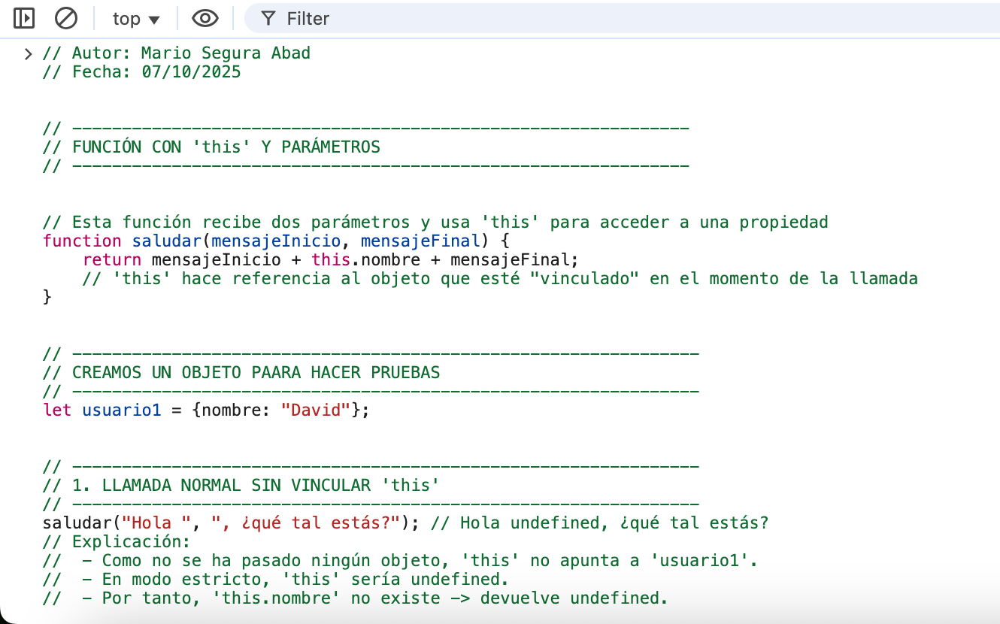 top
Filter
// Autor: Mario Segura Abad
// Fecha: 07/10/2025
// --------------------------------------------------------------
// FUNCIÓN CON 'this' Y PARÁMETROS
// --------------------------------------------------------------
// Esta función recibe dos parámetros y usa 'this' para acceder a una propiedad
function saludar(mensajeInicio, mensajeFinal) {
    return mensajeInicio + this.nombre + mensajeFinal;
    // 'this' hace referencia al objeto que esté "vinculado" en el momento de la llamada
}
// ---------------------------------------------------------------
// CREAMOS UN OBJETO PAARA HACER PRUEBAS
// ---------------------------------------------------------------
let usuario1 = {nombre: "David"};
// ---------------------------------------------------------------
// 1. LLAMADA NORMAL SIN VINCULAR 'this'
// ---------------------------------------------------------------
saludar("Hola ", ", ¿qué tal estás?"); // Hola undefined, ¿qué tal estás?
// Explicación:
//  - Como no se ha pasado ningún objeto, 'this' no apunta a 'usuario1'.
//  - En modo estricto, 'this' sería undefined.
//  - Por tanto, 'this.nombre' no existe -> devuelve undefined.